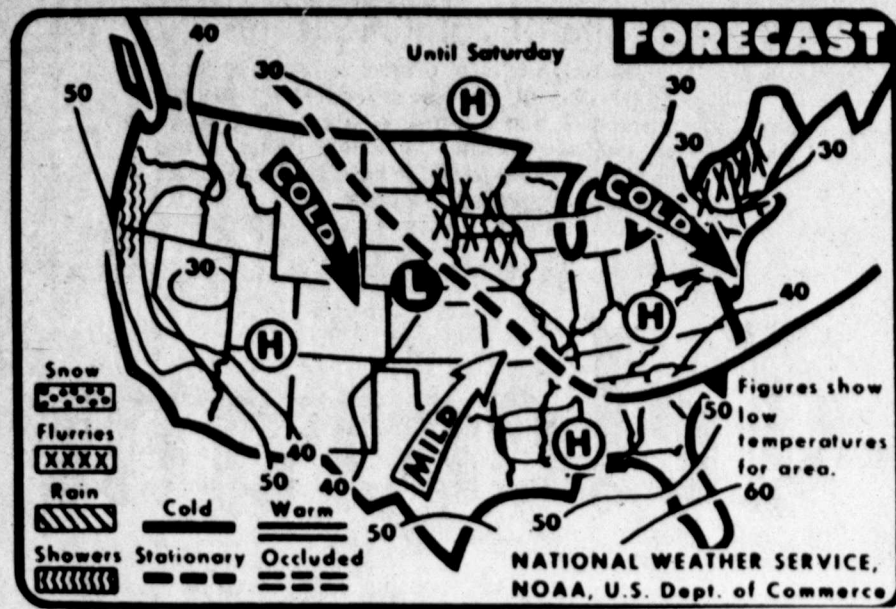 FORECAST
Until Saturday
40
30
50
H
30
30
30
COLD
COLD
30
L
40
H
H
MILD
H
Snow
Flurries
XXXX
Rain
Showers
Cold
Warm
Stationary
Occluded
40
50
40
50
50
50
60
Figures show
low
temperatures
for area.
NATIONAL WEATHER SERVICE,
NOAA, U.S. Dept. of Commerce